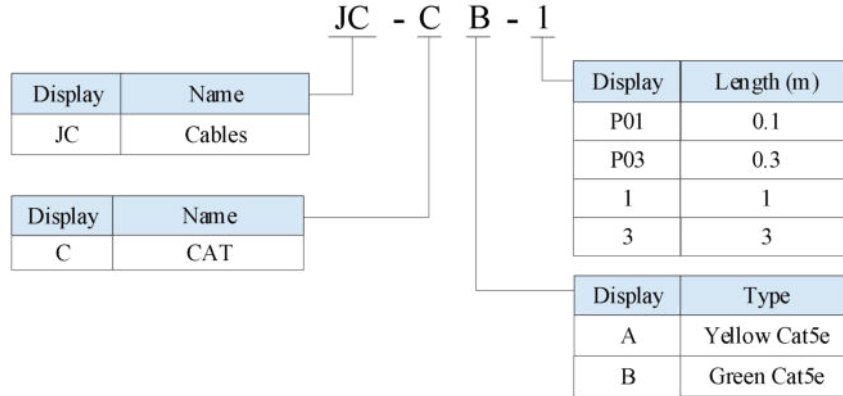 JC - C B - 1
Display Name
JC Cables
Display Name
C CAT
Display Length (m)
P01 0.1
P03 0.3
1 1
3 3
Display Type
A Yellow Cat5e
B Green Cat5e